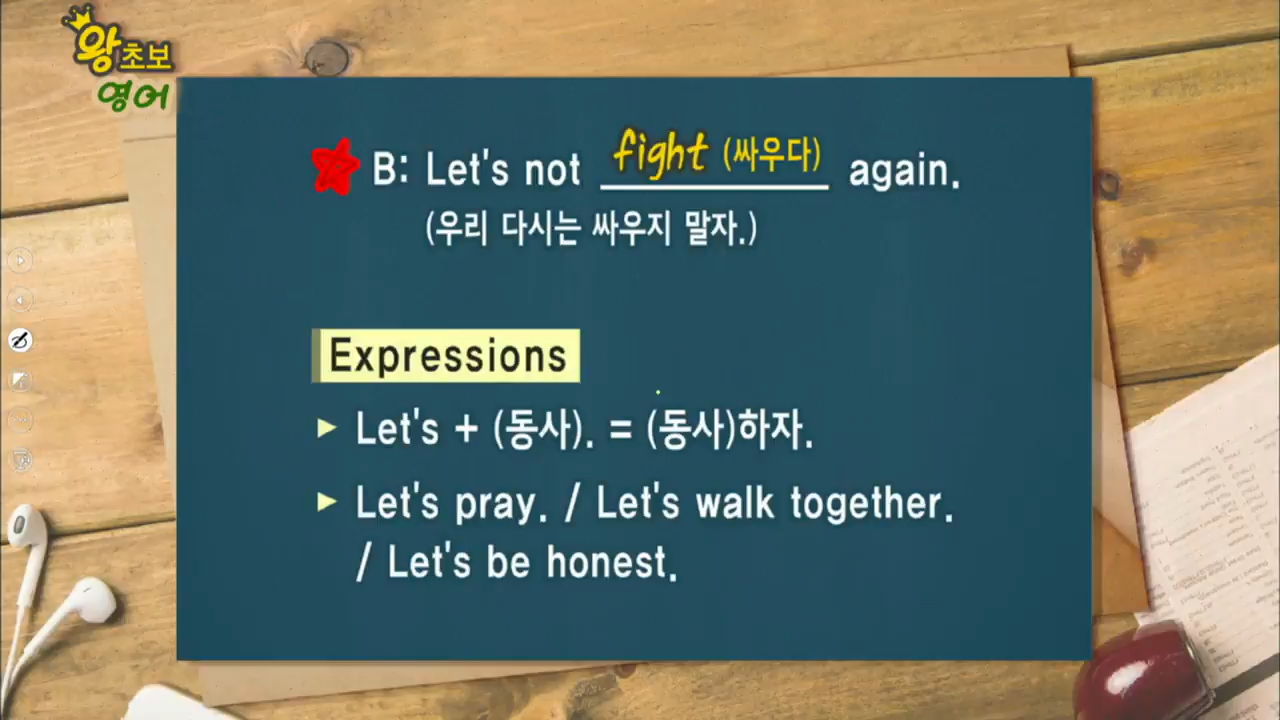 왕초보
영어
B: Let's not fight (싸우다) again.
(우리 다시는 싸우지 말자.)
Expressions
▶ Let's + (동사). = (동사)하자.
▶ Let's pray. / Let's walk together.
/ Let's be honest.